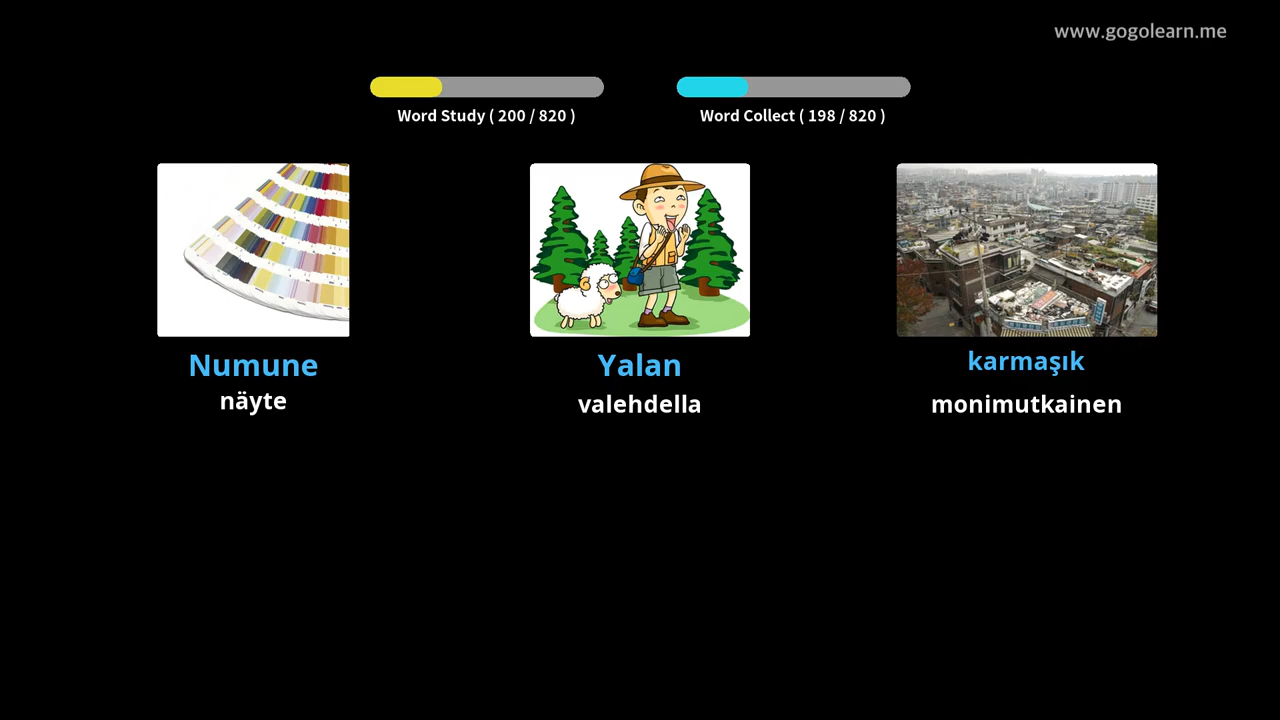 www.gogolearn.me
Word Study ( 200 / 820 )
Word Collect ( 198 / 820 )
Numune
näyte
Yalan
valehdella
karmaşık
monimutkainen